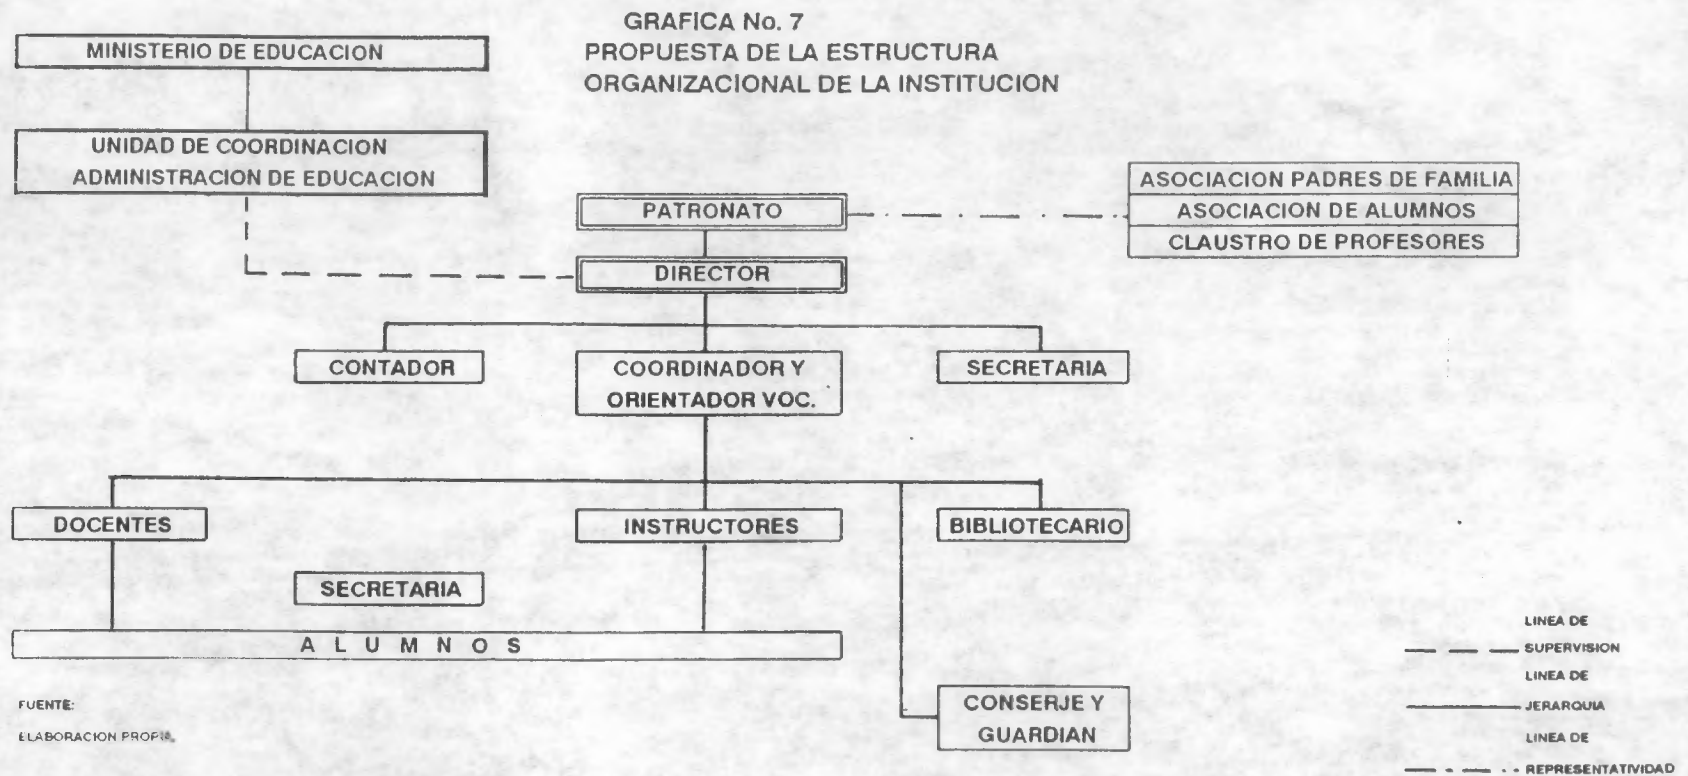 GRAFICA No. 7
PROPUESTA DE LA ESTRUCTURA
ORGANIZACIONAL DE LA INSTITUCION
MINISTERIO DE EDUCACION
UNIDAD DE COORDINACION
ADMINISTRACION DE EDUCACION
ASOCIACION PADRES DE FAMILIA
ASOCIACION DE ALUMNOS
CLAUSTRO DE PROFESORES
PATRONATO
DIRECTOR
CONTADOR
COORDINADOR Y
ORIENTADOR VOC.
SECRETARIA
DOCENTES
INSTRUCTORES
BIBLIOTECARIO
SECRETARIA
A L U M N O S
CONSERJE Y
GUARDIAN
LINEA DE
SUPERVISION
LINEA DE
JERARQUIA
LINEA DE
REPRESENTATIVIDAD
FUENTE:
ELABORACION PROPIA.